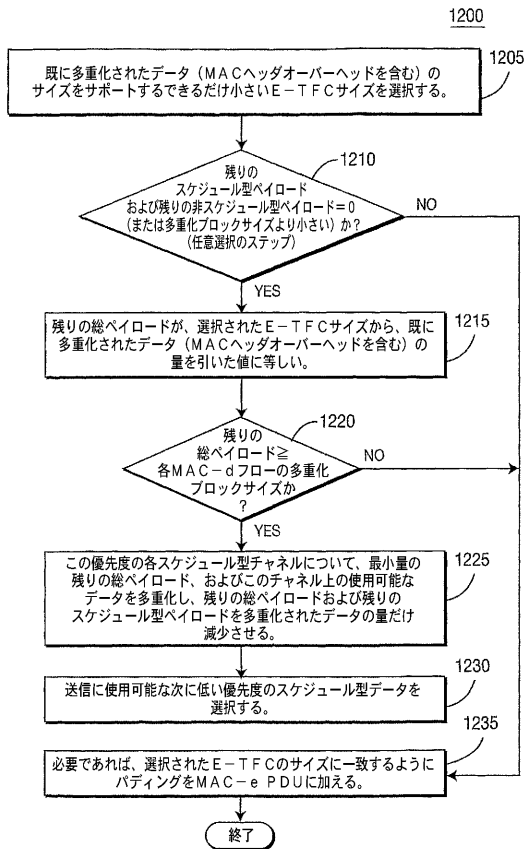 1200
既に多重化されたデータ（MACヘッダオーバーヘッドを含む）の
サイズをサポートするできるだけ小さいE－TFCサイズを選択する。
1205
1210
残りの
スケジュール型ペイロード
および残りの非スケジュール型ペイロード＝0
（または多重化ブロックサイズより小さい）か？
（任意選択のステップ）
NO
YES
残りの総ペイロードが、選択されたE－TFCサイズから、既に
多重化されたデータ（MACヘッダオーバーヘッドを含む）の
量を引いた値に等しい。
1215
1220
残りの
総ペイロード≧
各MAC－dフローの多重化
ブロックサイズか
？
NO
YES
この優先度の各スケジュール型チャネルについて、最小量の
残りの総ペイロード、およびこのチャネル上の使用可能な
データを多重化し、残りの総ペイロードおよび残りの
スケジュール型ペイロードを多重化されたデータの量だけ
減少させる。
1225
送信に使用可能な次に低い優先度のスケジュール型データを
選択する。
1230
1235
必要であれば、選択されたE－TFCのサイズに一致するように
パディングをMAC－e PDUに加える。
終了